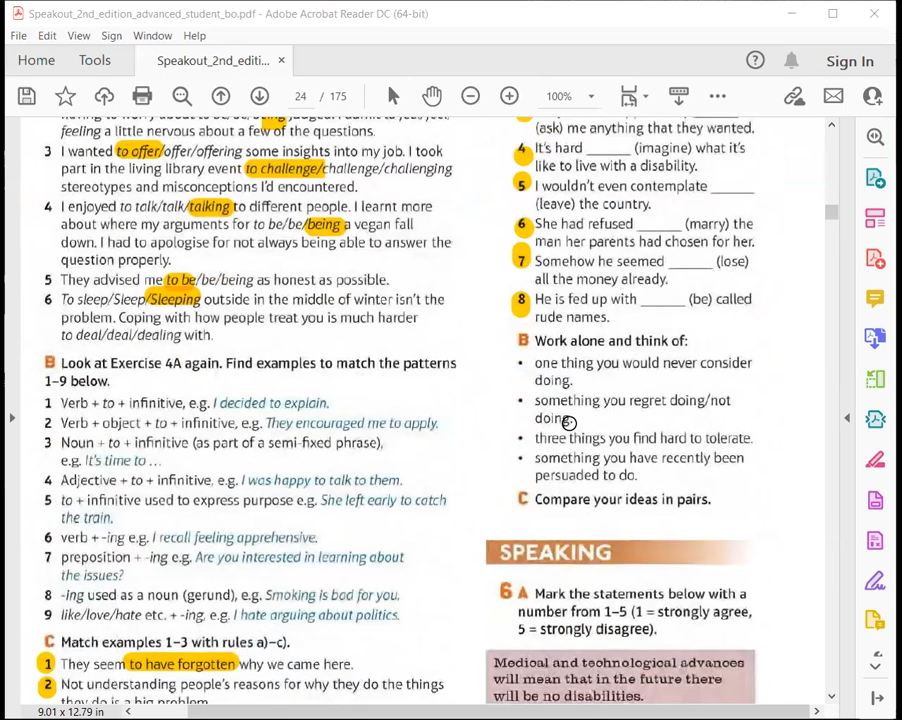 Speakout_2nd_edition_advanced_student_bo.pdf - Adobe Acrobat Reader DC (64-bit)
File Edit View Sign Window Help
Home Tools Speakout_2nd_editi... × Sign In
24 / 175 100%
feeling a little nervous about a few of the questions.
3 I wanted to offer/offer/offering some insights into my job. I took
part in the living library event to challenge/challenge/challenging
stereotypes and misconceptions I'd encountered.
4 I enjoyed to talk/talk/talking to different people. I learnt more
about where my arguments for to be/be/being a vegan fall
down. I had to apologise for not always being able to answer the
question properly.
5 They advised me to be/be/being as honest as possible.
6 To sleep/Sleep/Sleeping outside in the middle of winter isn't the
problem. Coping with how people treat you is much harder
to deal/deal/dealing with.
B Look at Exercise 4A again. Find examples to match the patterns
1–9 below.
1 Verb + to + infinitive, e.g. I decided to explain.
2 Verb + object + to + infinitive, e.g. They encouraged me to apply.
3 Noun + to + infinitive (as part of a semi-fixed phrase),
e.g. It's time to ...
4 Adjective + to + infinitive, e.g. I was happy to talk to them.
5 to + infinitive used to express purpose e.g. She left early to catch
the train.
6 verb + -ing e.g. I recall feeling apprehensive.
7 preposition + -ing e.g. Are you interested in learning about
the issues?
8 -ing used as a noun (gerund), e.g. Smoking is bad for you.
9 like/love/hate etc. + -ing, e.g. I hate arguing about politics.
C Match examples 1–3 with rules a)–c).
1 They seem to have forgotten why we came here.
2 Not understanding people's reasons for why they do the things
they do is a big problem.
(ask) me anything that they wanted.
4 It's hard ______ (imagine) what it's
like to live with a disability.
5 I wouldn't even contemplate ______
(leave) the country.
6 She had refused ______ (marry) the
man her parents had chosen for her.
7 Somehow he seemed ______ (lose)
all the money already.
8 He is fed up with ______ (be) called
rude names.
B Work alone and think of:
• one thing you would never consider
doing.
• something you regret doing/not
doing.
• three things you find hard to tolerate.
• something you have recently been
persuaded to do.
C Compare your ideas in pairs.
SPEAKING
6 A Mark the statements below with a
number from 1–5 (1 = strongly agree,
5 = strongly disagree).
Medical and technological advances
will mean that in the future there
will be no disabilities.
9.01 x 12.79 in